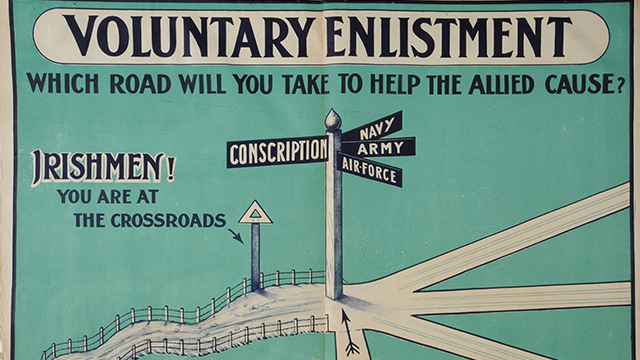 VOLUNTARY ENLISTMENT
WHICH ROAD WILL YOU TAKE TO HELP THE ALLIED CAUSE?
IRISHMEN!
YOU ARE AT
THE CROSSROADS
CONSCRIPTION
NAVY
ARMY
AIR-FORCE